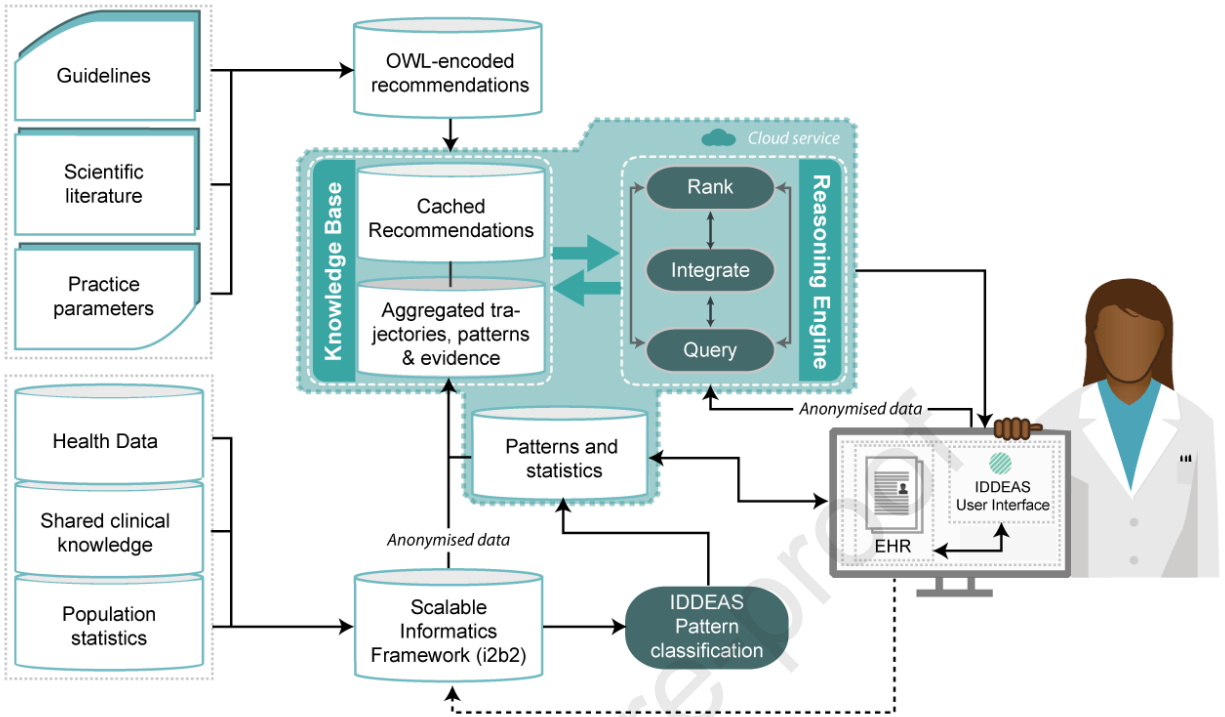 Guidelines
Scientific
literature
Practice
parameters
OWL-encoded
recommendations
Cloud service
Knowledge Base
Cached
Recommendations
Aggregated tra-
jectories, patterns
& evidence
Rank
Integrate
Query
Reasoning Engine
Anonymised data
Health Data
Shared clinical
knowledge
Population
statistics
Patterns and
statistics
Anonymised data
Scalable
Informatics
Framework (i2b2)
IDDEAS
Pattern
classification
EHR
IDDEAS
User Interface
re-proof